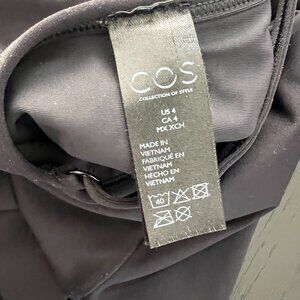 COS
COLLECTION OF STYLE
US 4
CA 4
MX XCH
MADE IN
VIETNAM
FABRIQUÉ EN
VIETNAM
HECHO EN
VIETNAM
40